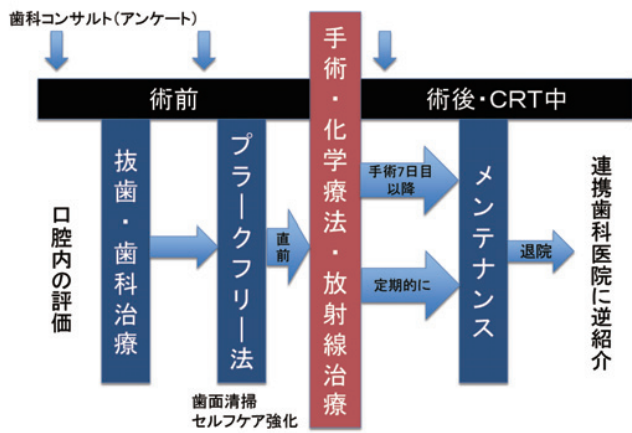 歯科コンサルト(アンケート)
術前
術後・CRT中
口腔内の評価
抜歯・歯科治療
プラークフリー法
歯面清掃
セルフケア強化
直前
手術・化学療法・放射線治療
手術7日目
以降
定期的に
メンテナンス
退院
連携歯科医院に逆紹介